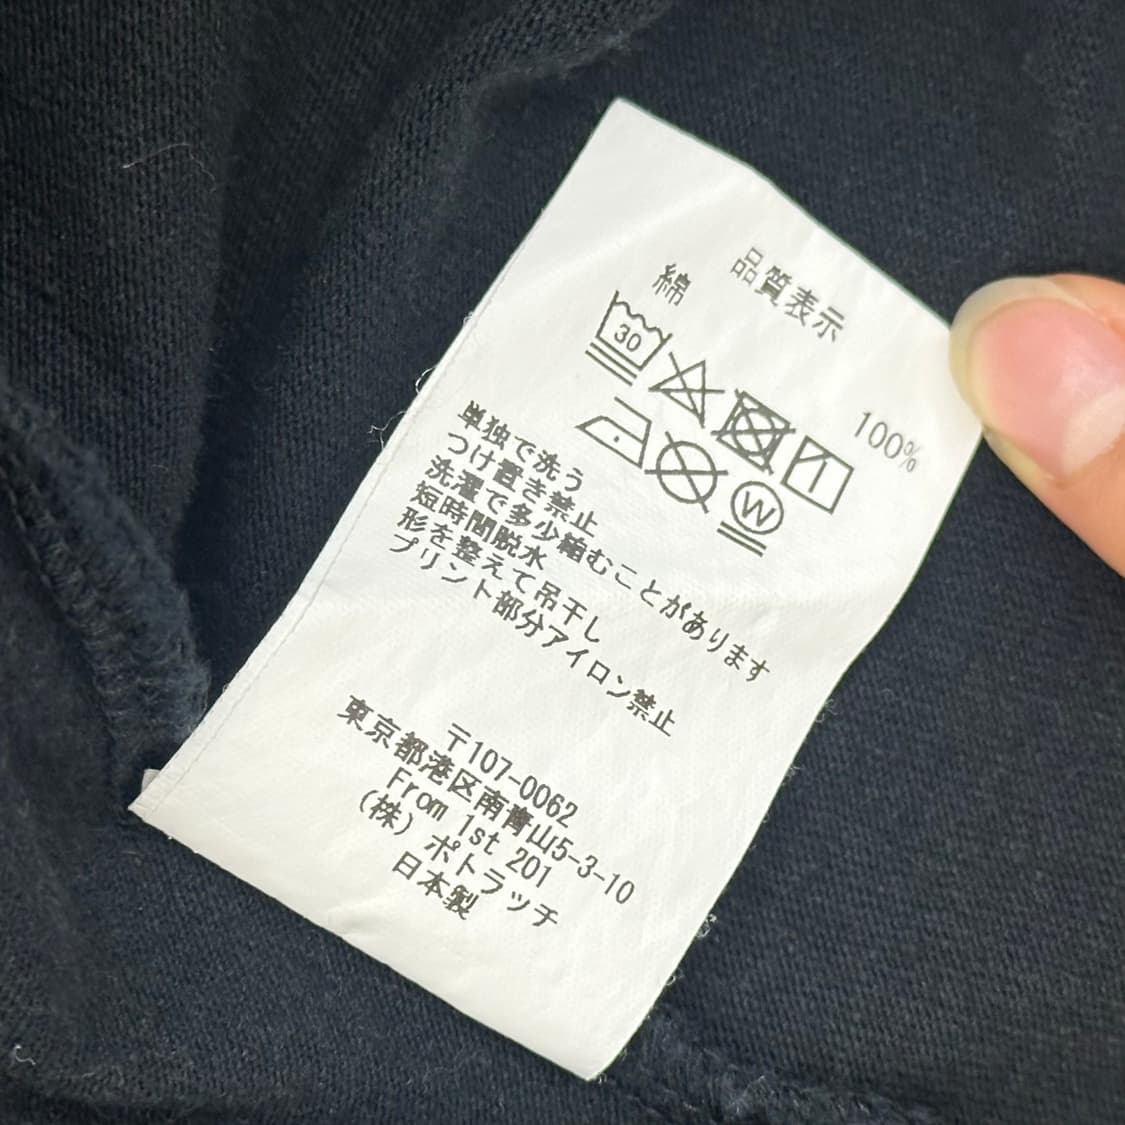 品質表示
綿 100%
30
W
単独で洗う
つけ置き禁止
洗濯で多少縮むことがあります
短時間脱水
形を整えて吊干し
プリント部分アイロン禁止
〒107-0062
東京都港区南青山5-3-10
From 1st 201
(株) ポトラッチ
日本製